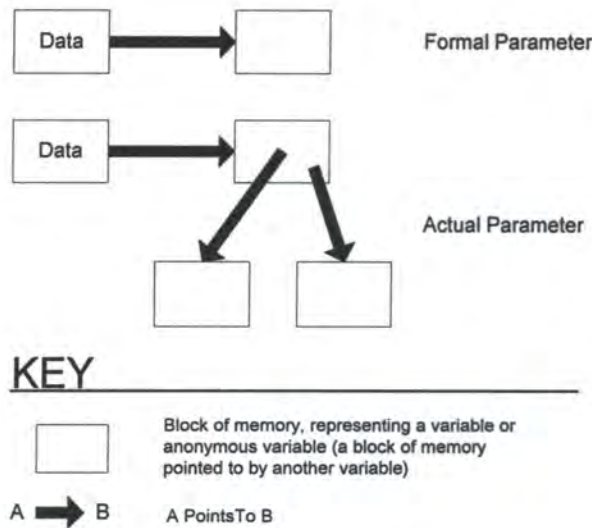 Data
Formal Parameter
Data
Actual Parameter
KEY
Block of memory, representing a variable or
anonymous variable (a block of memory
pointed to by another variable)
A B A PointsTo B